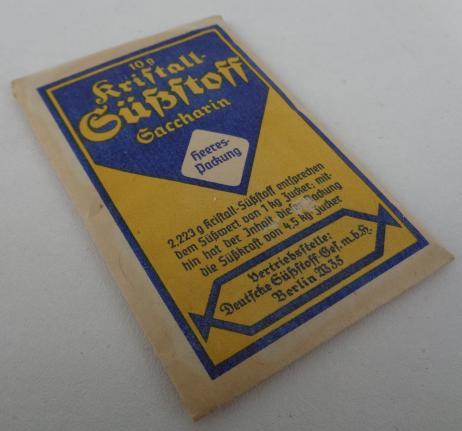 10 g
Kristall-
Süßstoff
Saccharin
Heeres-
Packung
2,223 g Kristall-Süßstoff entsprechen
dem Süßwert von 1 kg Zucker; mit-
hin hat der Inhalt dieser Packung
die Süßkraft von 4,5 kg Zucker
Vertriebsstelle:
Deutsche Süßstoff Ges. m. b. H.
Berlin W 35